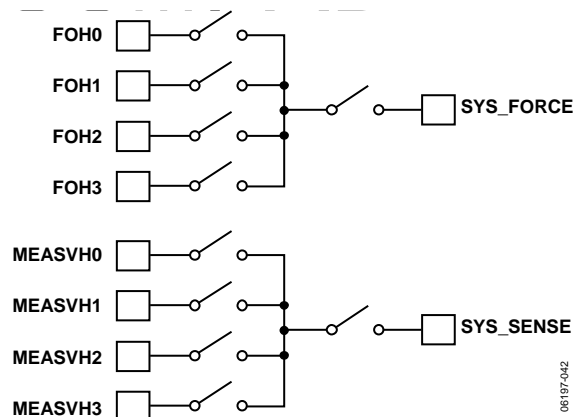 FOH0
FOH1
SYS_FORCE
FOH2
FOH3
MEASVH0
MEASVH1
SYS_SENSE
MEASVH2
MEASVH3
06197-042